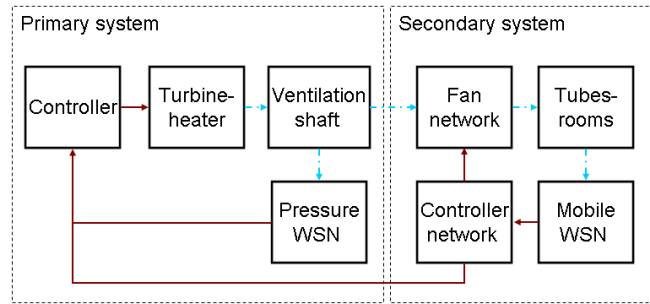 Primary system
Secondary system
Controller
Turbine-
heater
Ventilation
shaft
Fan
network
Tubes-
rooms
Pressure
WSN
Controller
network
Mobile
WSN